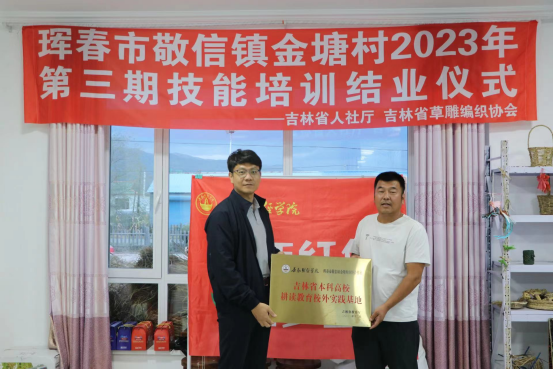 珲春市敬信镇金塘村2023年
第三期技能培训结业仪式
——吉林省人社厅 吉林省草雕编织协会
学院
红
吉林省本科高校
耕读教育校外实践基地